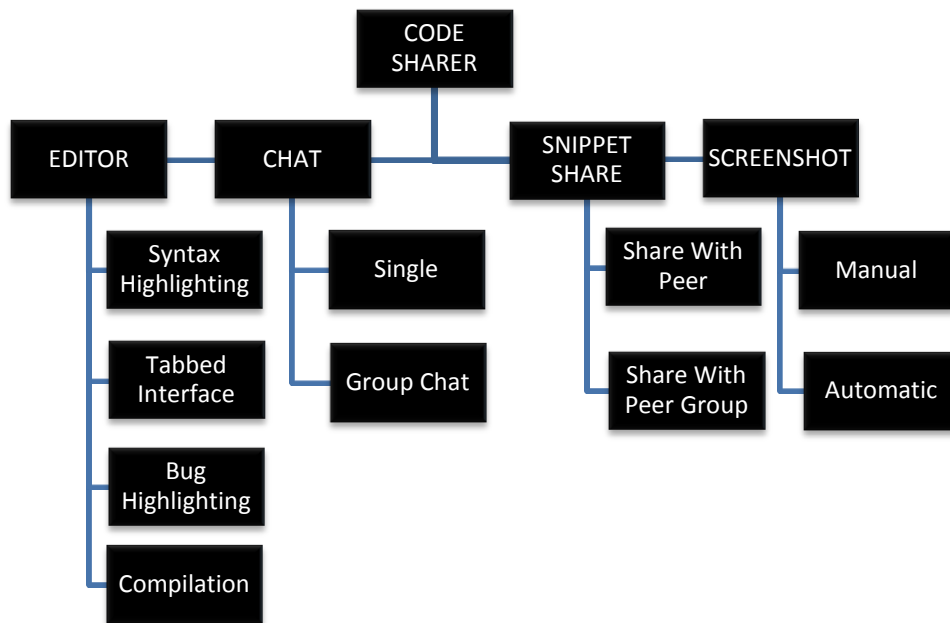 CODE
SHARER
EDITOR
CHAT
SNIPPET
SHARE
SCREENSHOT
Syntax
Highlighting
Tabbed
Interface
Bug
Highlighting
Compilation
Single
Group Chat
Share With
Peer
Share With
Peer Group
Manual
Automatic